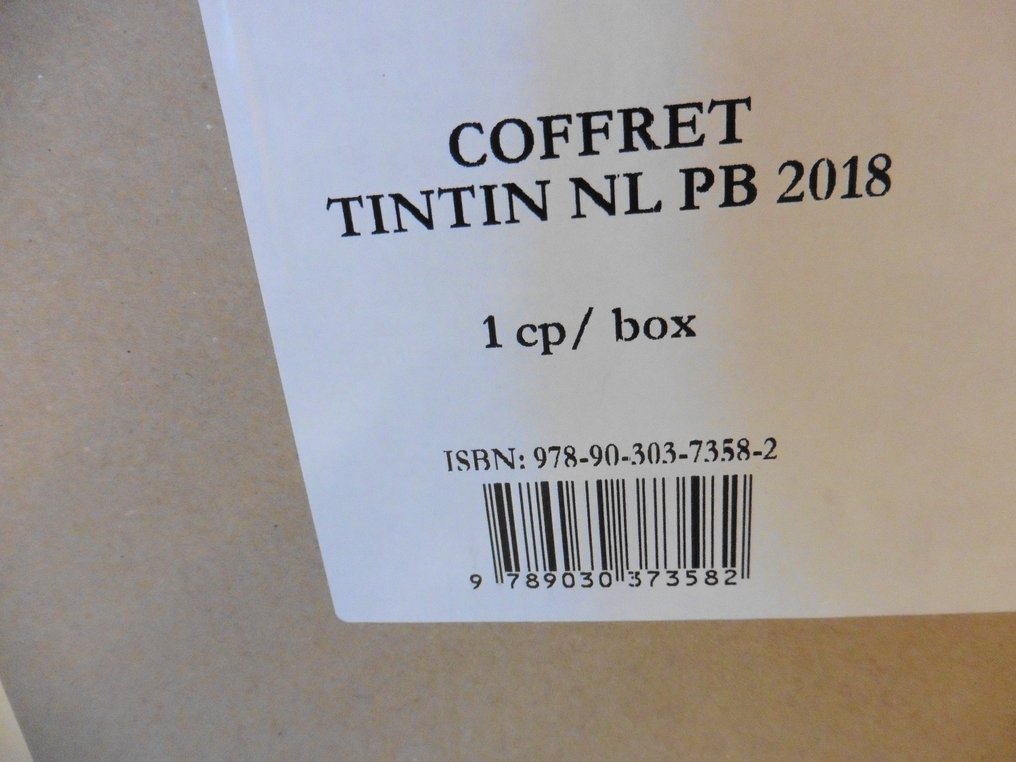 COFFRET
TINTIN NL PB 2018
1 cp/ box
ISBN: 978-90-303-7358-2
9 789030 373582